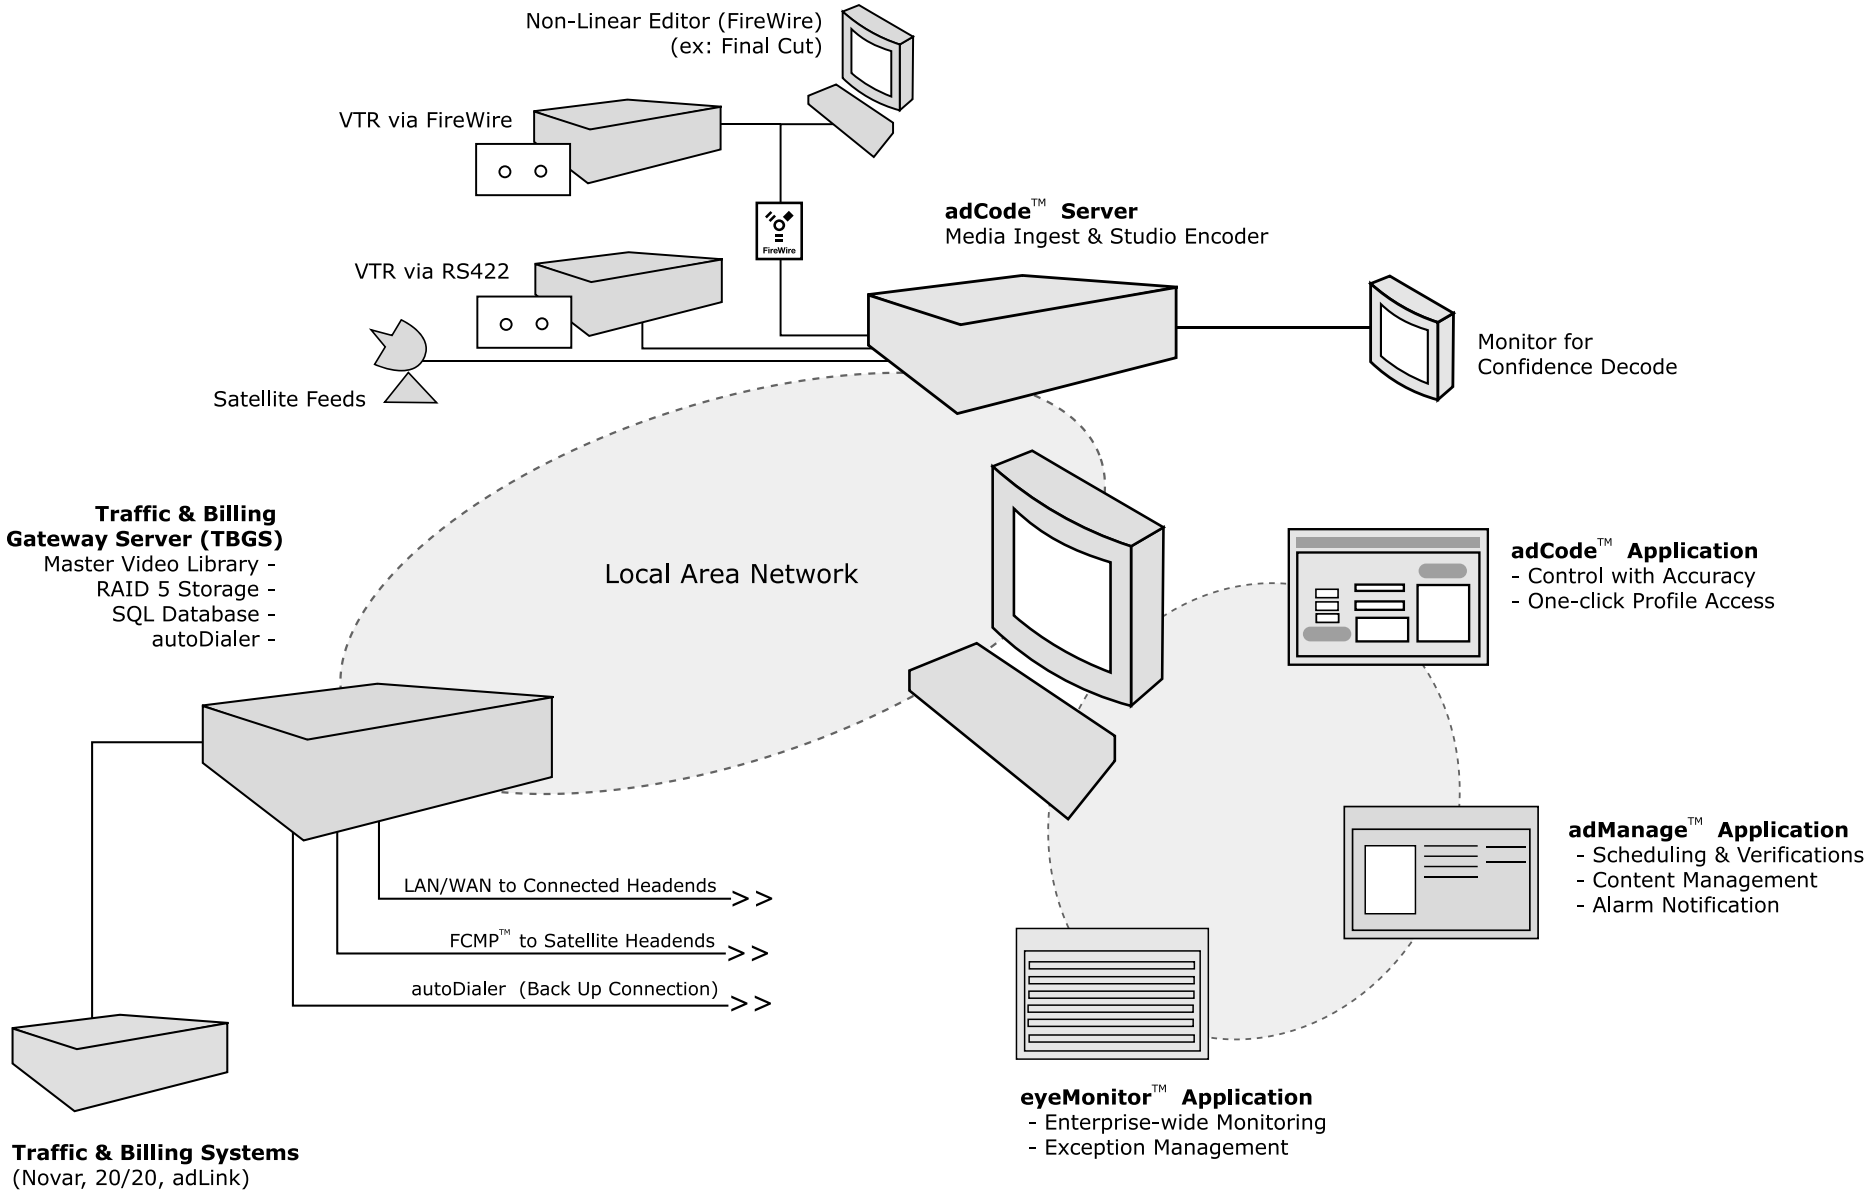 Non-Linear Editor (FireWire)
(ex: Final Cut)
VTR via FireWire
FireWire
VTR via RS422
Satellite Feeds
adCode™ Server
Media Ingest & Studio Encoder
Monitor for
Confidence Decode
Local Area Network
Traffic & Billing
Gateway Server (TBGS)
Master Video Library -
RAID 5 Storage -
SQL Database -
autoDialer -
adCode™ Application
- Control with Accuracy
- One-click Profile Access
adManage™ Application
- Scheduling & Verifications
- Content Management
- Alarm Notification
LAN/WAN to Connected Headends >>
FCMP™ to Satellite Headends >>
autoDialer (Back Up Connection) >>
eyeMonitor™ Application
- Enterprise-wide Monitoring
- Exception Management
Traffic & Billing Systems
(Novar, 20/20, adLink)